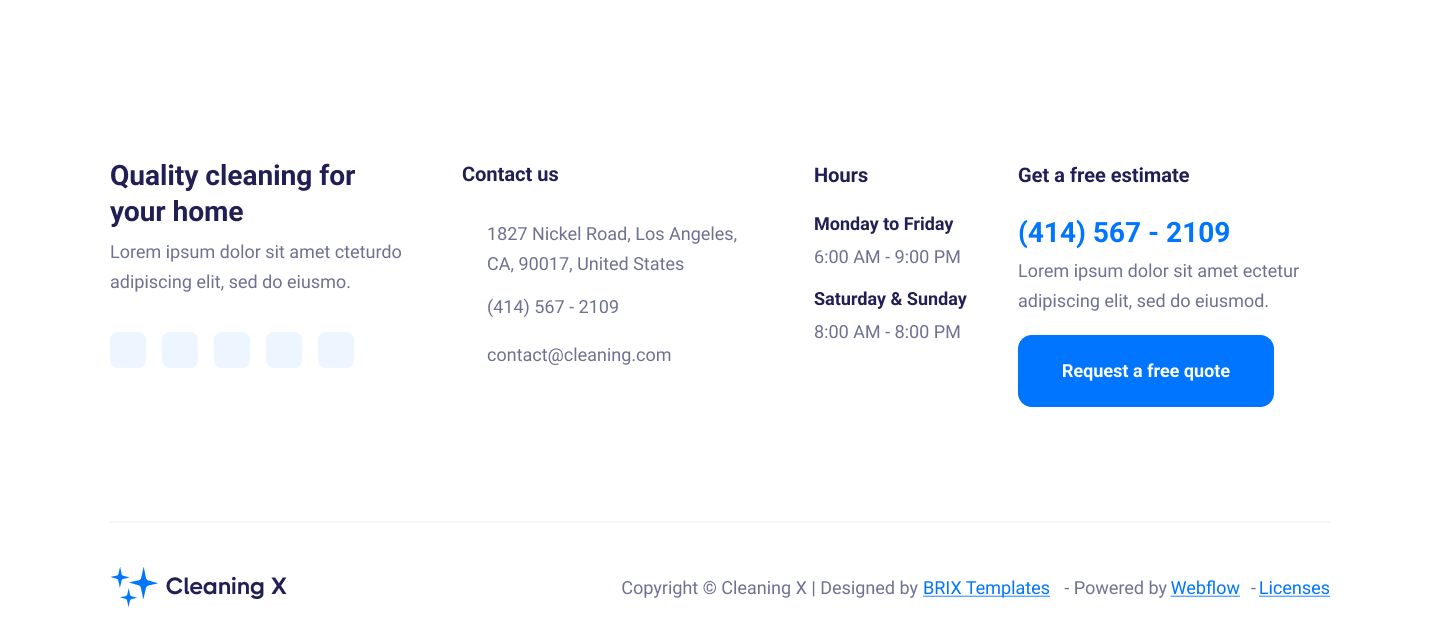 Quality cleaning for
your home
Lorem ipsum dolor sit amet cteturdo
adipiscing elit, sed do eiusmo.
Contact us
1827 Nickel Road, Los Angeles,
CA, 90017, United States
(414) 567 - 2109
contact@cleaning.com
Hours
Monday to Friday
6:00 AM - 9:00 PM
Saturday & Sunday
8:00 AM - 8:00 PM
Get a free estimate
(414) 567 - 2109
Lorem ipsum dolor sit amet ectetur
adipiscing elit, sed do eiusmod.
Request a free quote
Cleaning X
Copyright © Cleaning X | Designed by BRIX Templates - Powered by Webflow - Licenses